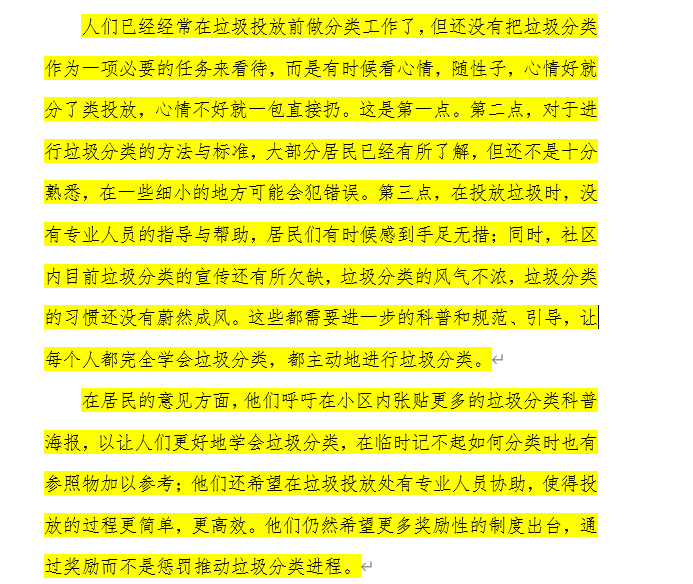 人们已经经常在垃圾投放前做分类工作了，但还没有把垃圾分类
作为一项必要的任务来看待，而是有时候看心情，随性子，心情好就
分了类投放，心情不好就一包直接扔。这是第一点。第二点，对于进
行垃圾分类的方法与标准，大部分居民已经有所了解，但还不是十分
熟悉，在一些细小的地方可能会犯错误。第三点，在投放垃圾时，没
有专业人员的指导与帮助，居民们有时候感到手足无措；同时，社区
内目前垃圾分类的宣传还有所欠缺，垃圾分类的风气不浓，垃圾分类
的习惯还没有蔚然成风。这些都需要进一步的科普和规范、引导，让
每个人都完全学会垃圾分类，都主动地进行垃圾分类。
在居民的意见方面，他们呼吁在小区内张贴更多的垃圾分类科普
海报，以让人们更好地学会垃圾分类，在临时记不起如何分类时也有
参照物加以参考；他们还希望在垃圾投放处有专业人员协助，使得投
放的过程更简单，更高效。他们仍然希望更多奖励性的制度出台，通
过奖励而不是惩罚推动垃圾分类进程。